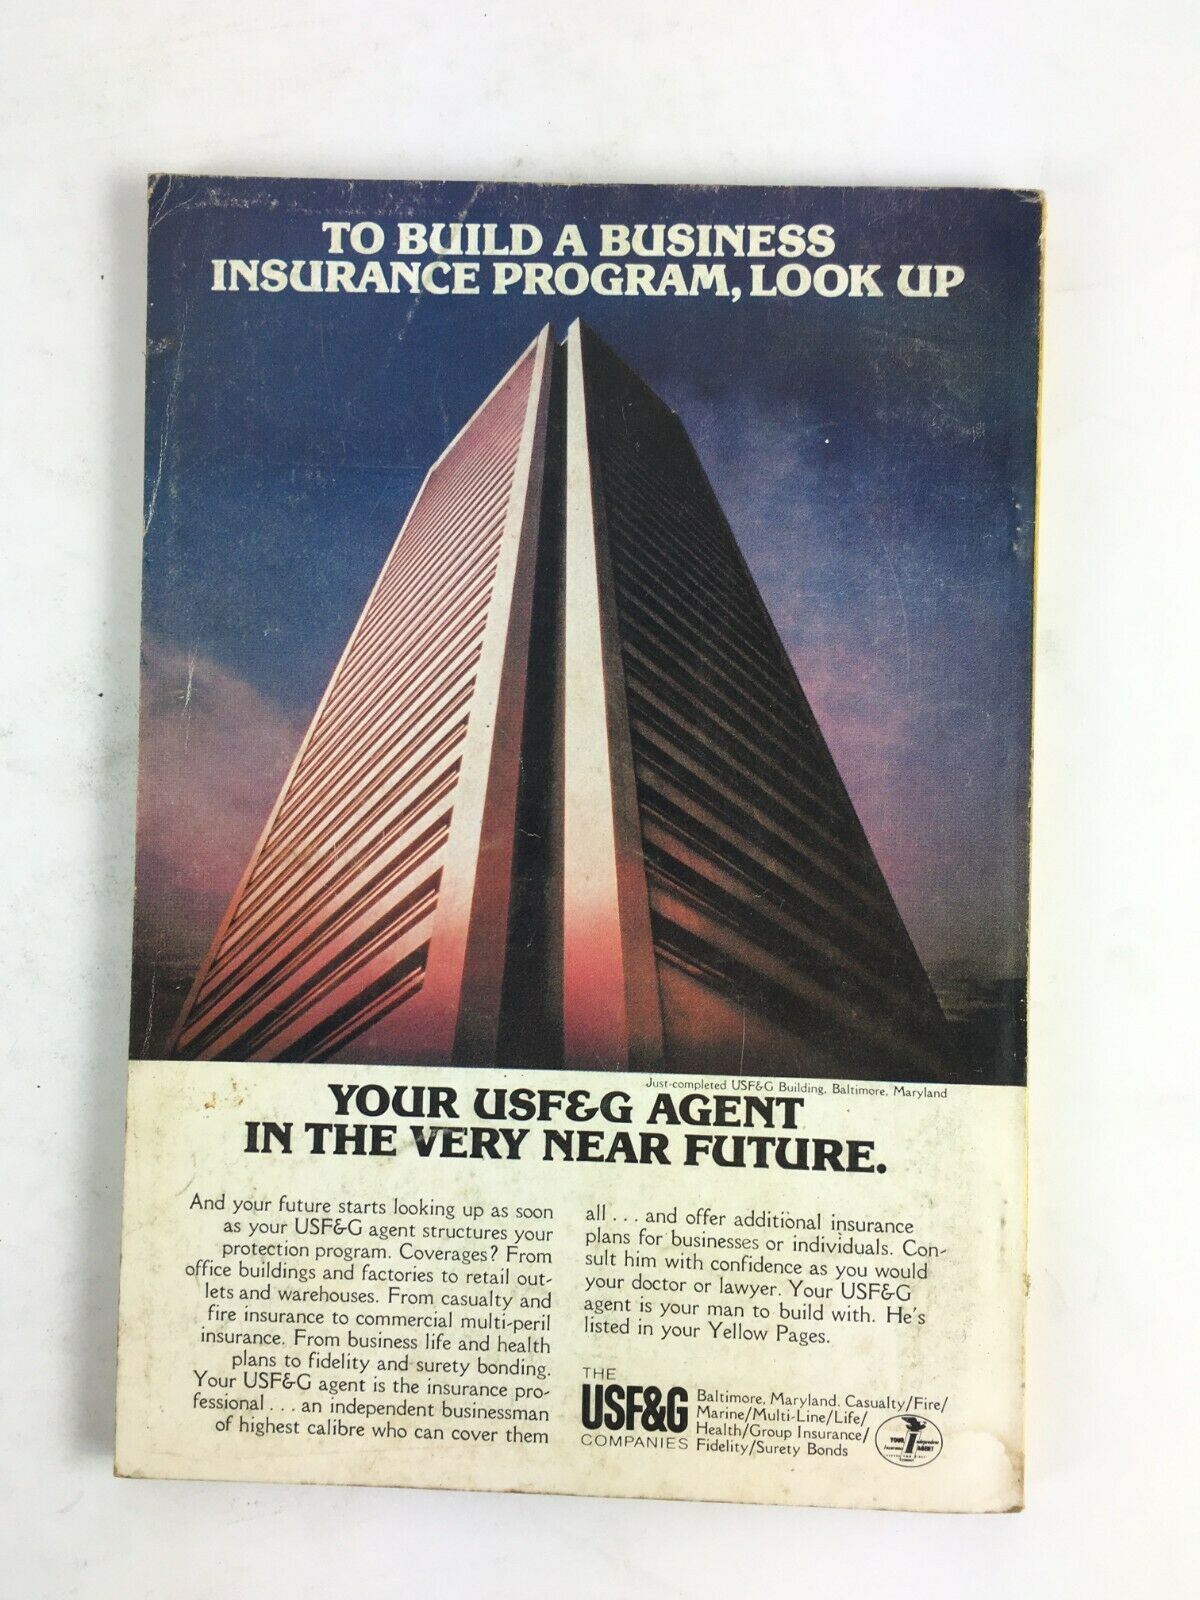 TO BUILD A BUSINESS
INSURANCE PROGRAM, LOOK UP
Just-completed USF&G Building, Baltimore, Maryland
YOUR USF&G AGENT
IN THE VERY NEAR FUTURE.
And your future starts looking up as soon
as your USF&G agent structures your
protection program. Coverages? From
office buildings and factories to retail out-
lets and warehouses. From casualty and
fire insurance to commercial multi-peril
insurance. From business life and health
plans to fidelity and surety bonding.
Your USF&G agent is the insurance pro-
fessional . . . an independent businessman
of highest calibre who can cover them
all . . . and offer additional insurance
plans for businesses or individuals. Con-
sult him with confidence as you would
your doctor or lawyer. Your USF&G
agent is your man to build with. He's
listed in your Yellow Pages.
THE
USF&G
COMPANIES
Baltimore, Maryland. Casualty/Fire/
Marine/Multi-Line/Life/
Health/Group Insurance/
Fidelity/Surety Bonds
YOUR Independent
Insurance AGENT